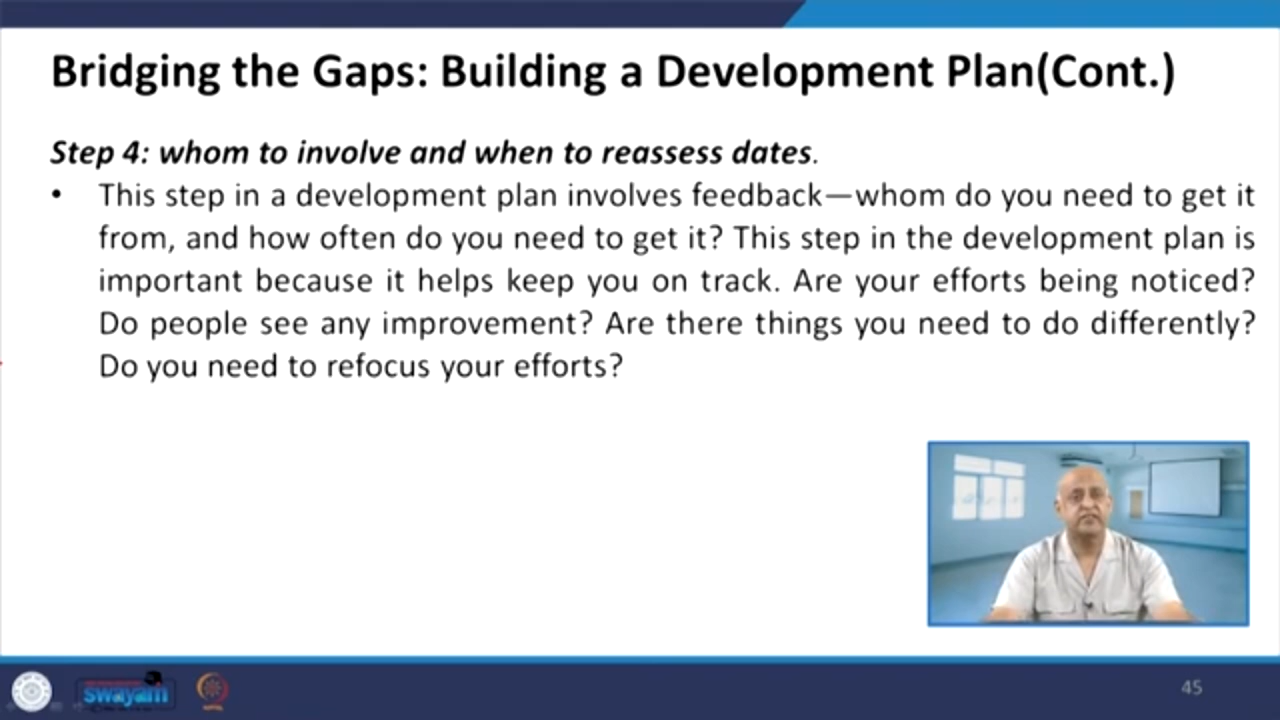 Bridging the Gaps: Building a Development Plan(Cont.)
Step 4: whom to involve and when to reassess dates.
• This step in a development plan involves feedback—whom do you need to get it
from, and how often do you need to get it? This step in the development plan is
important because it helps keep you on track. Are your efforts being noticed?
Do people see any improvement? Are there things you need to do differently?
Do you need to refocus your efforts?
swayam
45